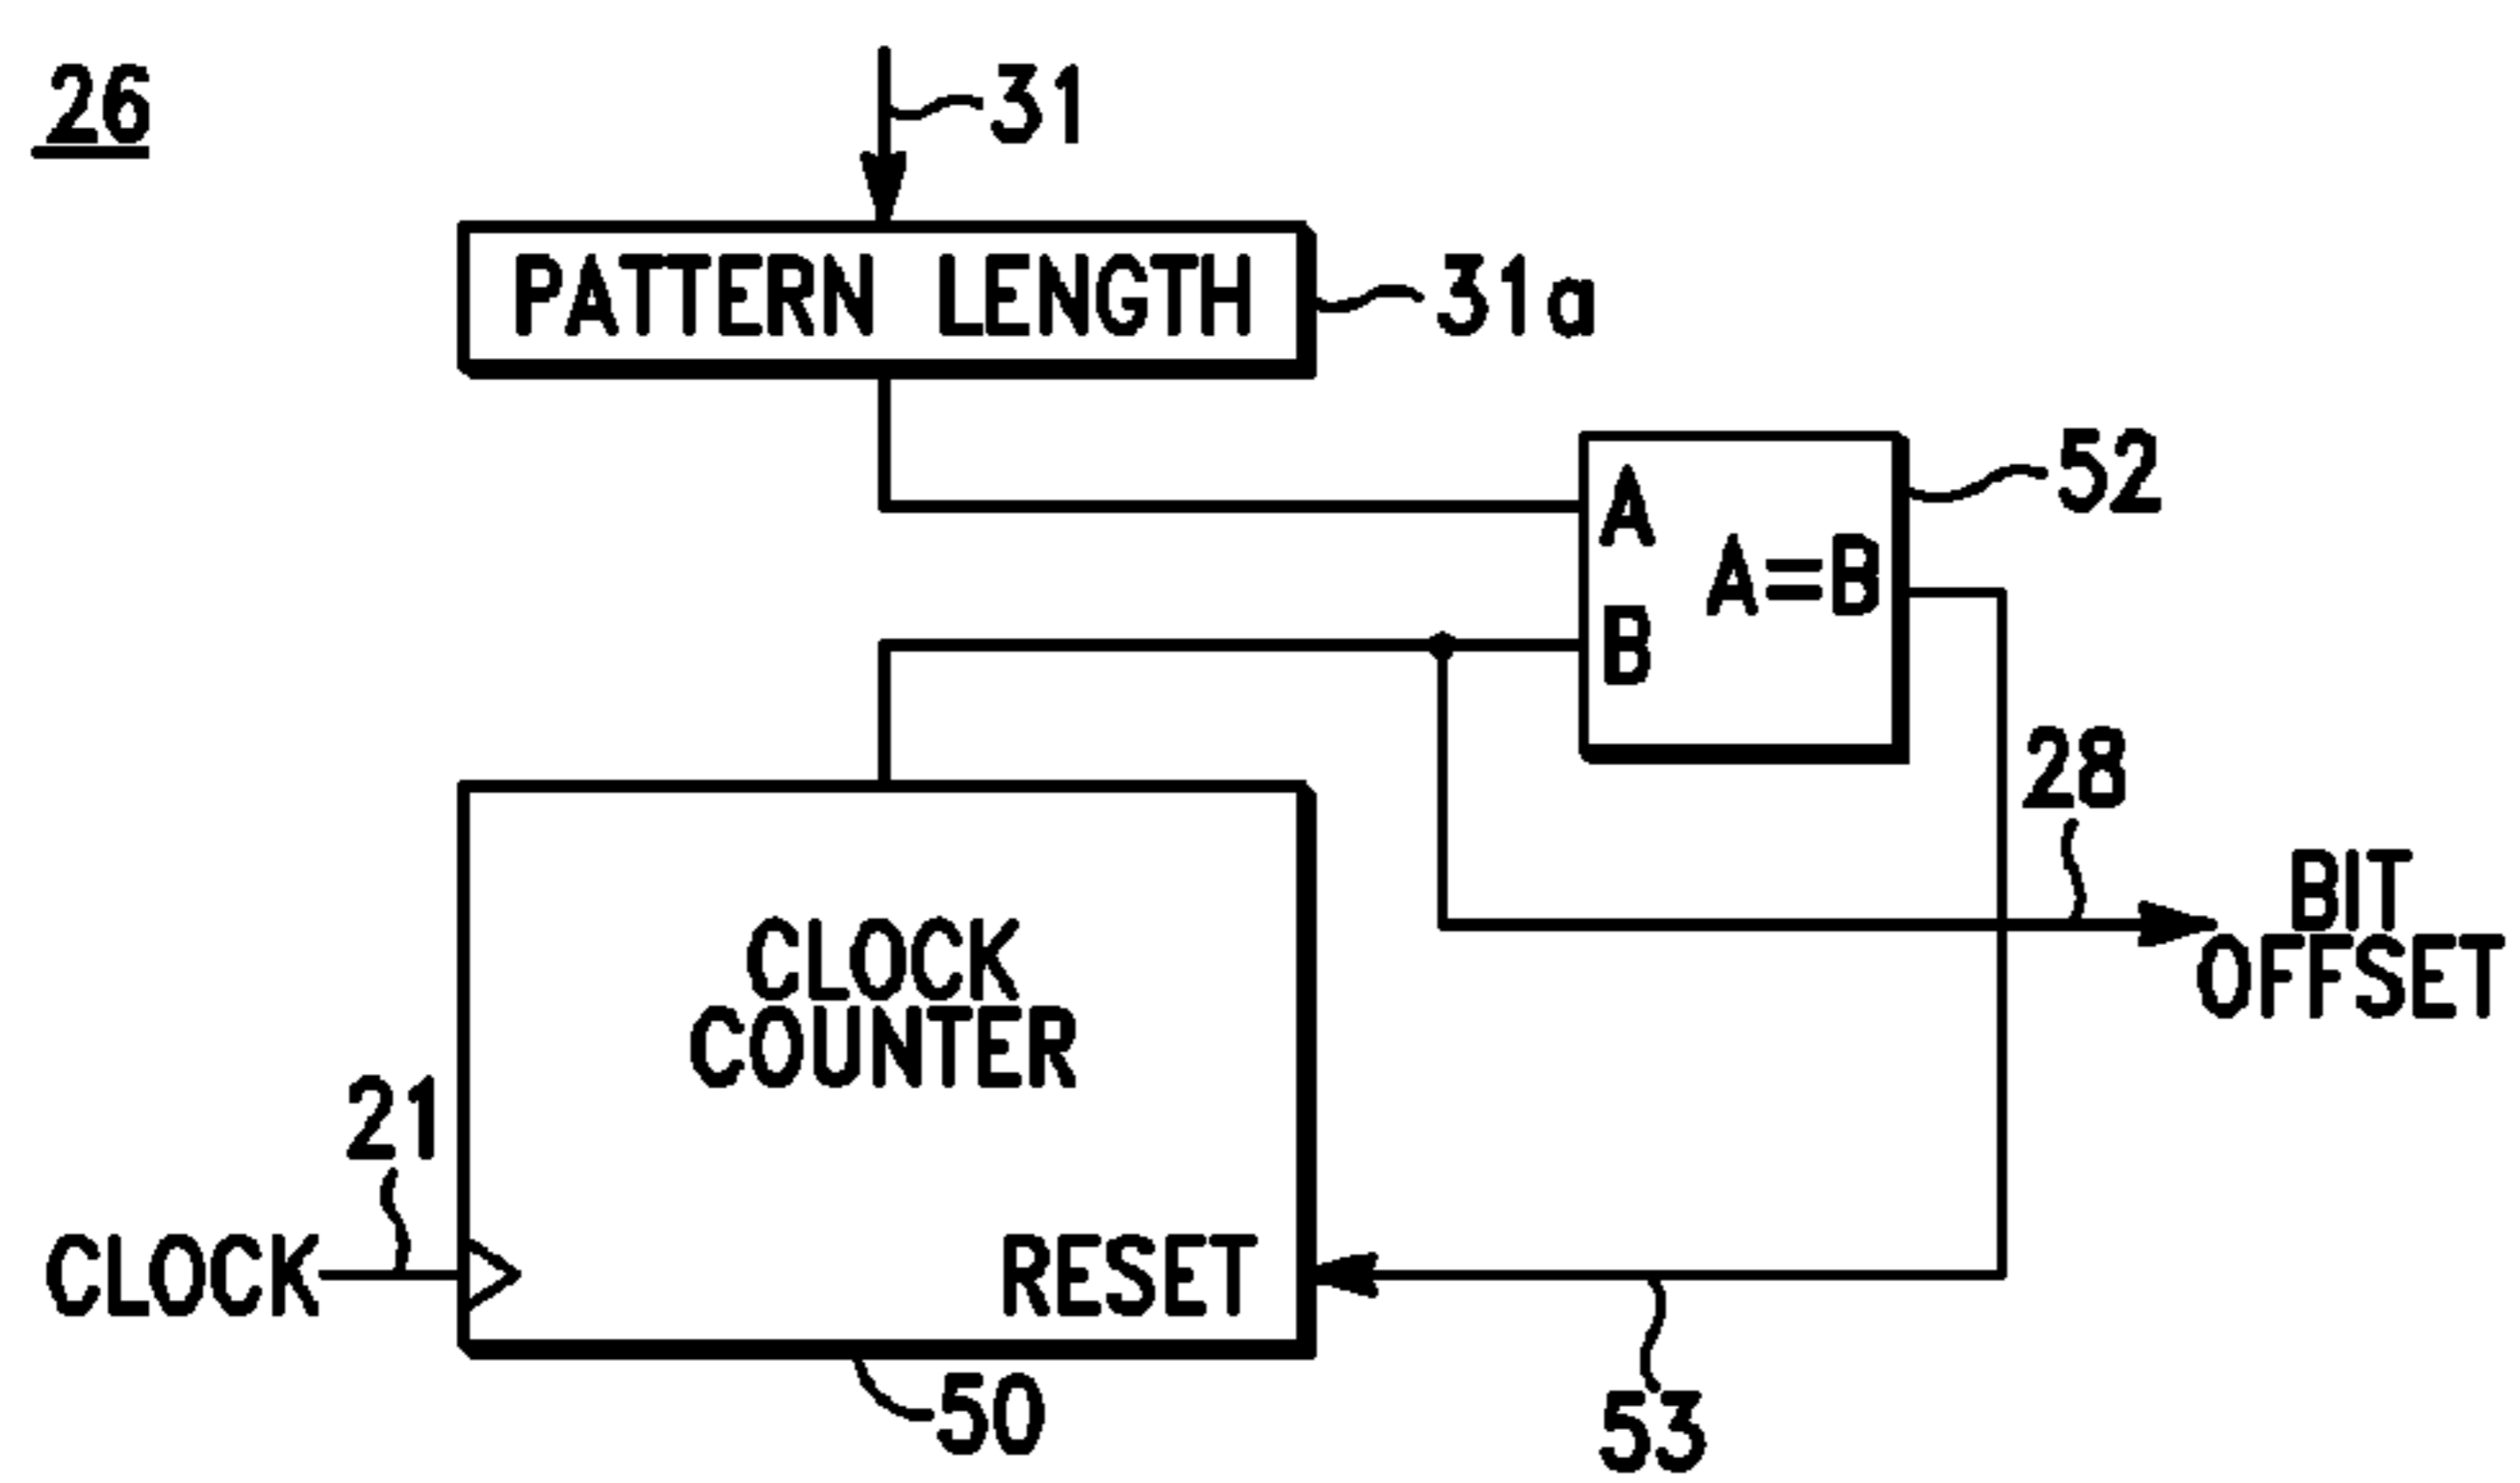 26
31
PATTERN LENGTH
31a
52
A
A=B
B
28
BIT
OFFSET
CLOCK
COUNTER
21
CLOCK
RESET
50
53